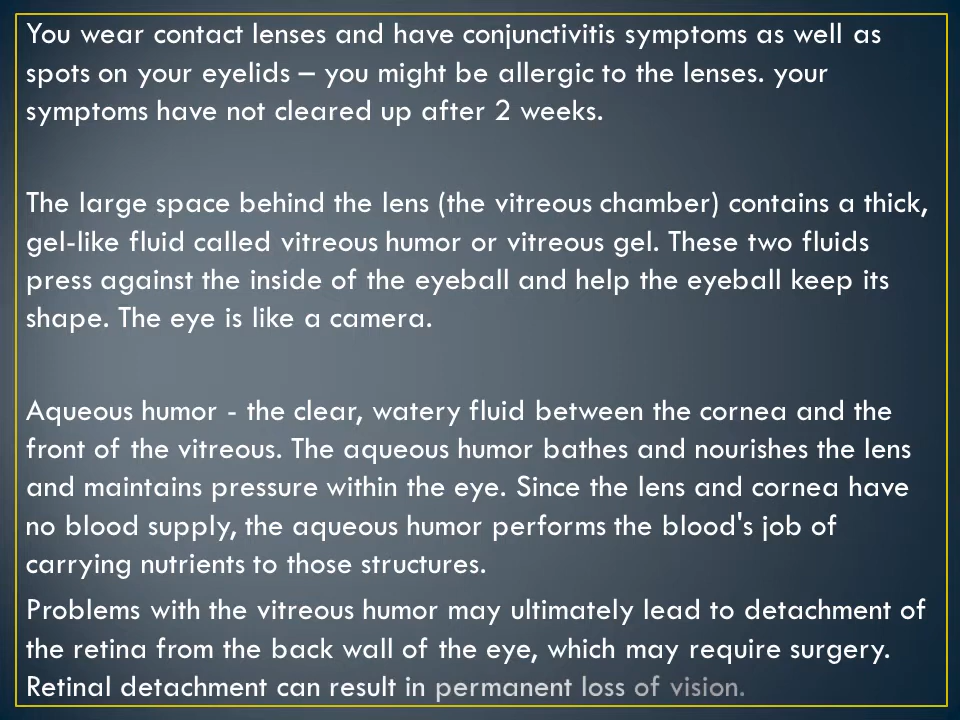 You wear contact lenses and have conjunctivitis symptoms as well as
spots on your eyelids – you might be allergic to the lenses. your
symptoms have not cleared up after 2 weeks.
The large space behind the lens (the vitreous chamber) contains a thick,
gel-like fluid called vitreous humor or vitreous gel. These two fluids
press against the inside of the eyeball and help the eyeball keep its
shape. The eye is like a camera.
Aqueous humor - the clear, watery fluid between the cornea and the
front of the vitreous. The aqueous humor bathes and nourishes the lens
and maintains pressure within the eye. Since the lens and cornea have
no blood supply, the aqueous humor performs the blood's job of
carrying nutrients to those structures.
Problems with the vitreous humor may ultimately lead to detachment of
the retina from the back wall of the eye, which may require surgery.
Retinal detachment can result in permanent loss of vision.